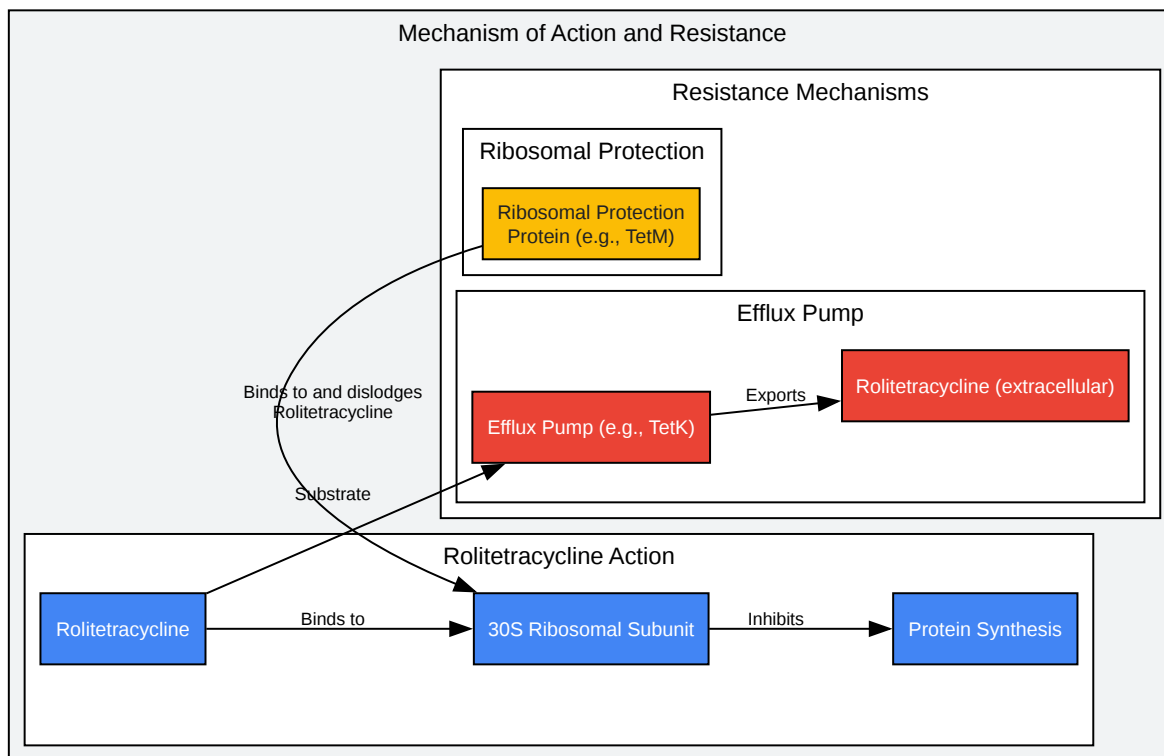 Mechanism of Action and Resistance
Resistance Mechanisms
Ribosomal Protection
Ribosomal Protection
Protein (e.g., TetM)
Efflux Pump
Rolitetracycline (extracellular)
Exports
Efflux Pump (e.g., TetK)
Binds to and dislodges
Rolitetracycline
Substrate
Rolitetracycline Action
Rolitetracycline
Binds to
30S Ribosomal Subunit
Inhibits
Protein Synthesis